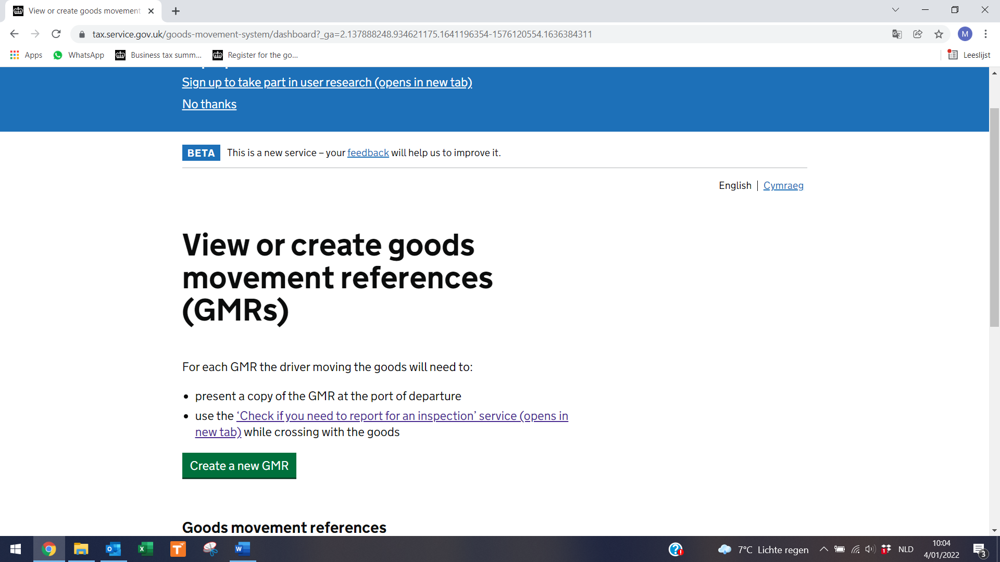 View or create goods movement
tax.service.gov.uk/goods-movement-system/dashboard?_ga=2.137888248.934621175.1641196354-1576120554.1636384311
M
Apps
WhatsApp
Business tax summ...
Register for the go...
Leeslijst
Sign up to take part in user research (opens in new tab)
No thanks
BETA
This is a new service – your feedback will help us to improve it.
English
Cymraeg
View or create goods
movement references
(GMRs)
For each GMR the driver moving the goods will need to:
• present a copy of the GMR at the port of departure
• use the ‘Check if you need to report for an inspection’ service (opens in
new tab) while crossing with the goods
Create a new GMR
Goods movement references
7°C Lichte regen
NLD
10:04
4/01/2022
3